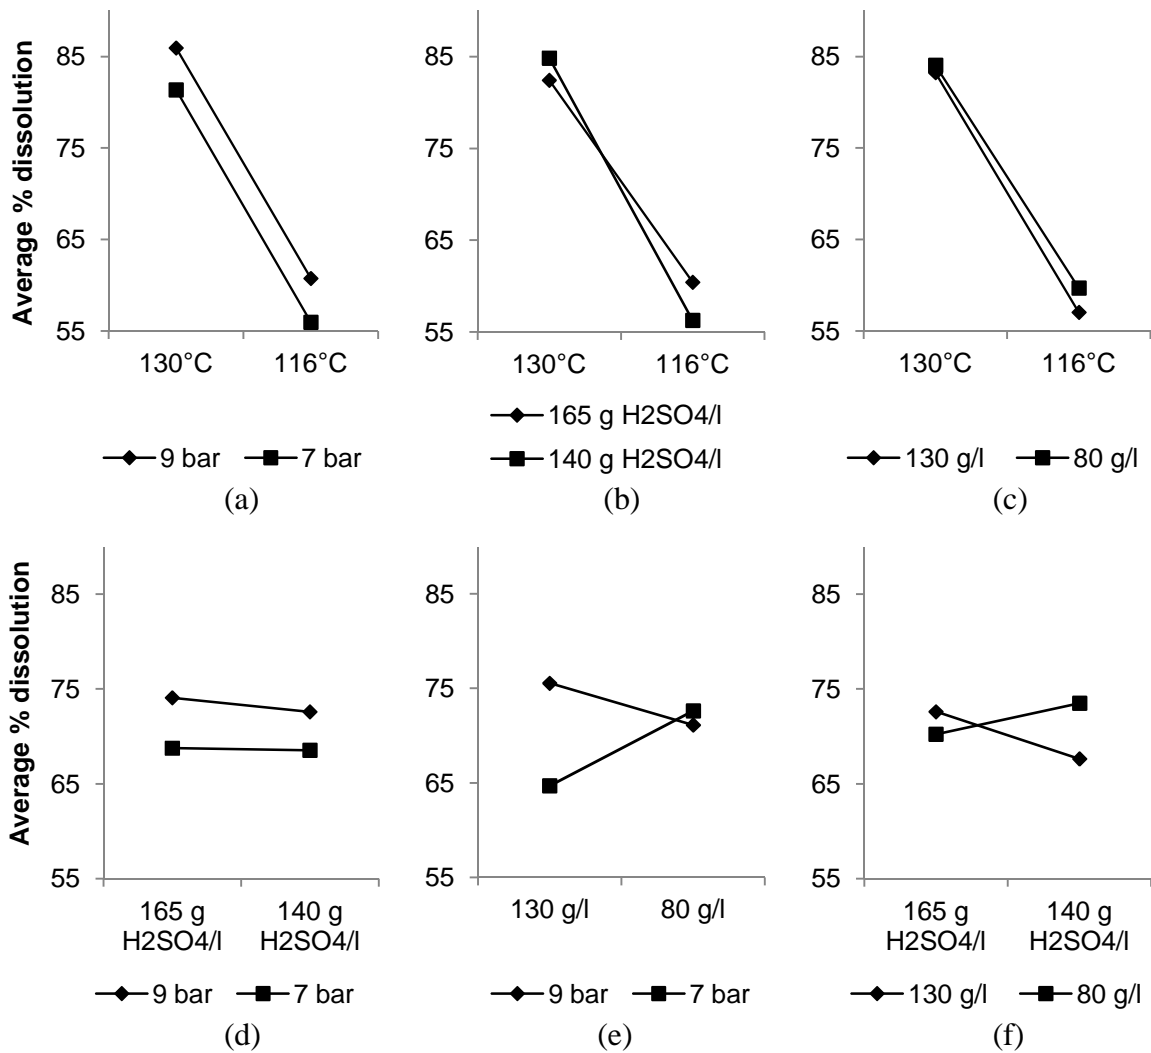 Average % dissolution
85
75
65
55
130°C 116°C
9 bar 7 bar
(a)
85
75
65
55
130°C 116°C
165 g H2SO4/l
140 g H2SO4/l
(b)
85
75
65
55
130°C 116°C
130 g/l 80 g/l
(c)
Average % dissolution
85
75
65
55
165 g 140 g
H2SO4/l H2SO4/l
9 bar 7 bar
(d)
85
75
65
55
130 g/l 80 g/l
9 bar 7 bar
(e)
85
75
65
55
165 g 140 g
H2SO4/l H2SO4/l
130 g/l 80 g/l
(f)